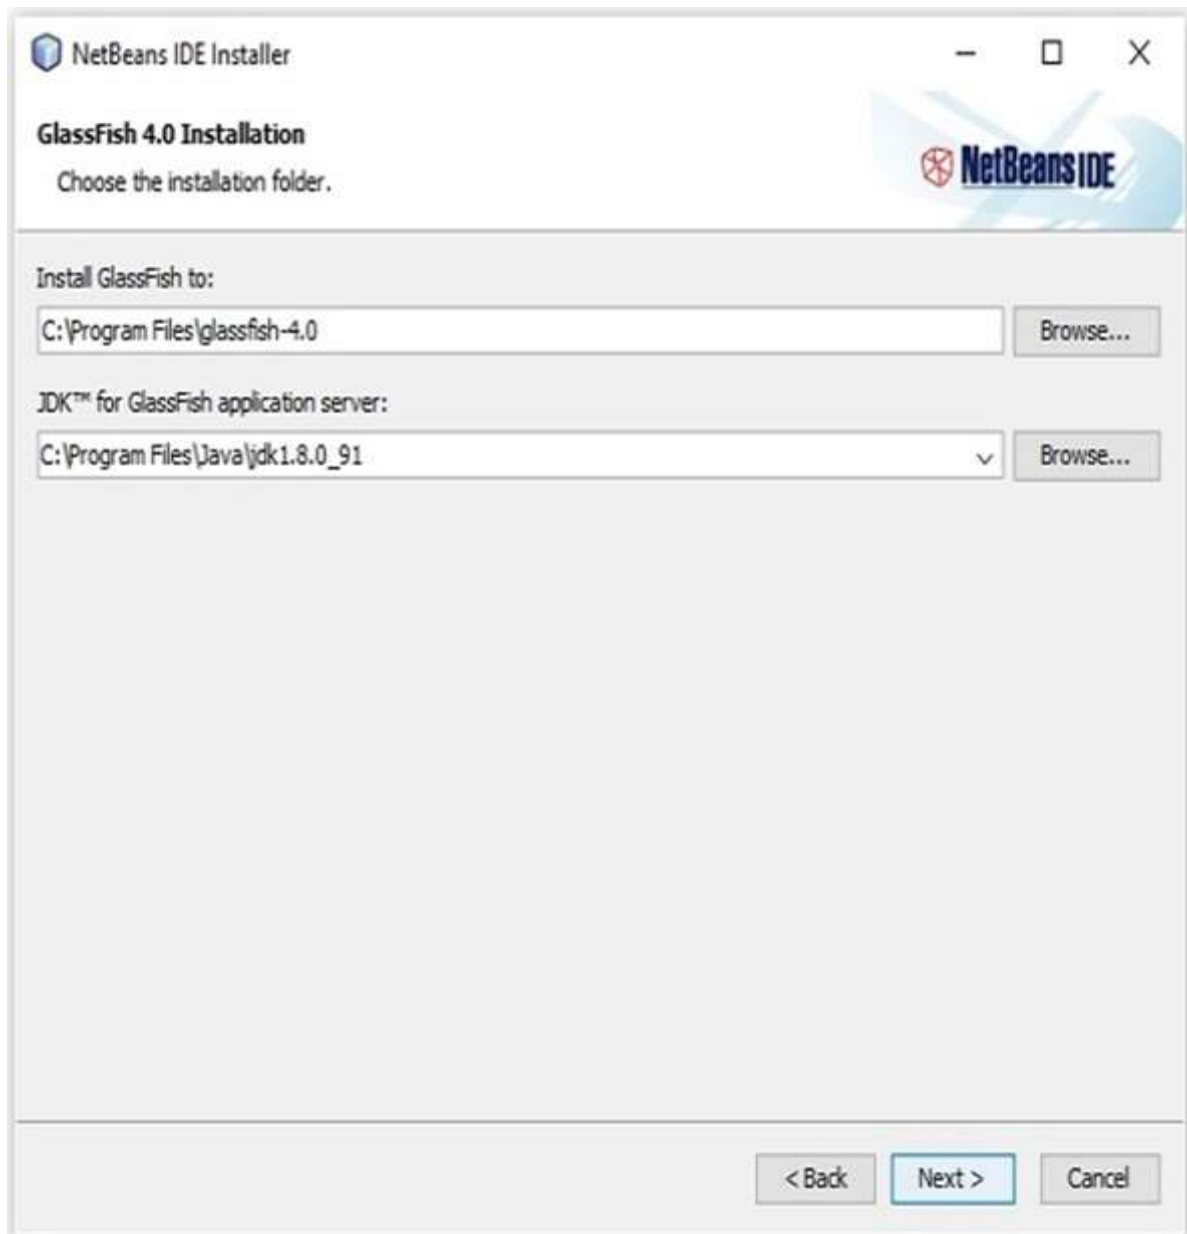 NetBeans IDE Installer
GlassFish 4.0 Installation
Choose the installation folder.
NetBeans IDE
Install GlassFish to:
C:\Program Files\glassfish-4.0
Browse...
JDK™ for GlassFish application server:
C:\Program Files\Java\jdk1.8.0_91
Browse...
< Back
Next >
Cancel